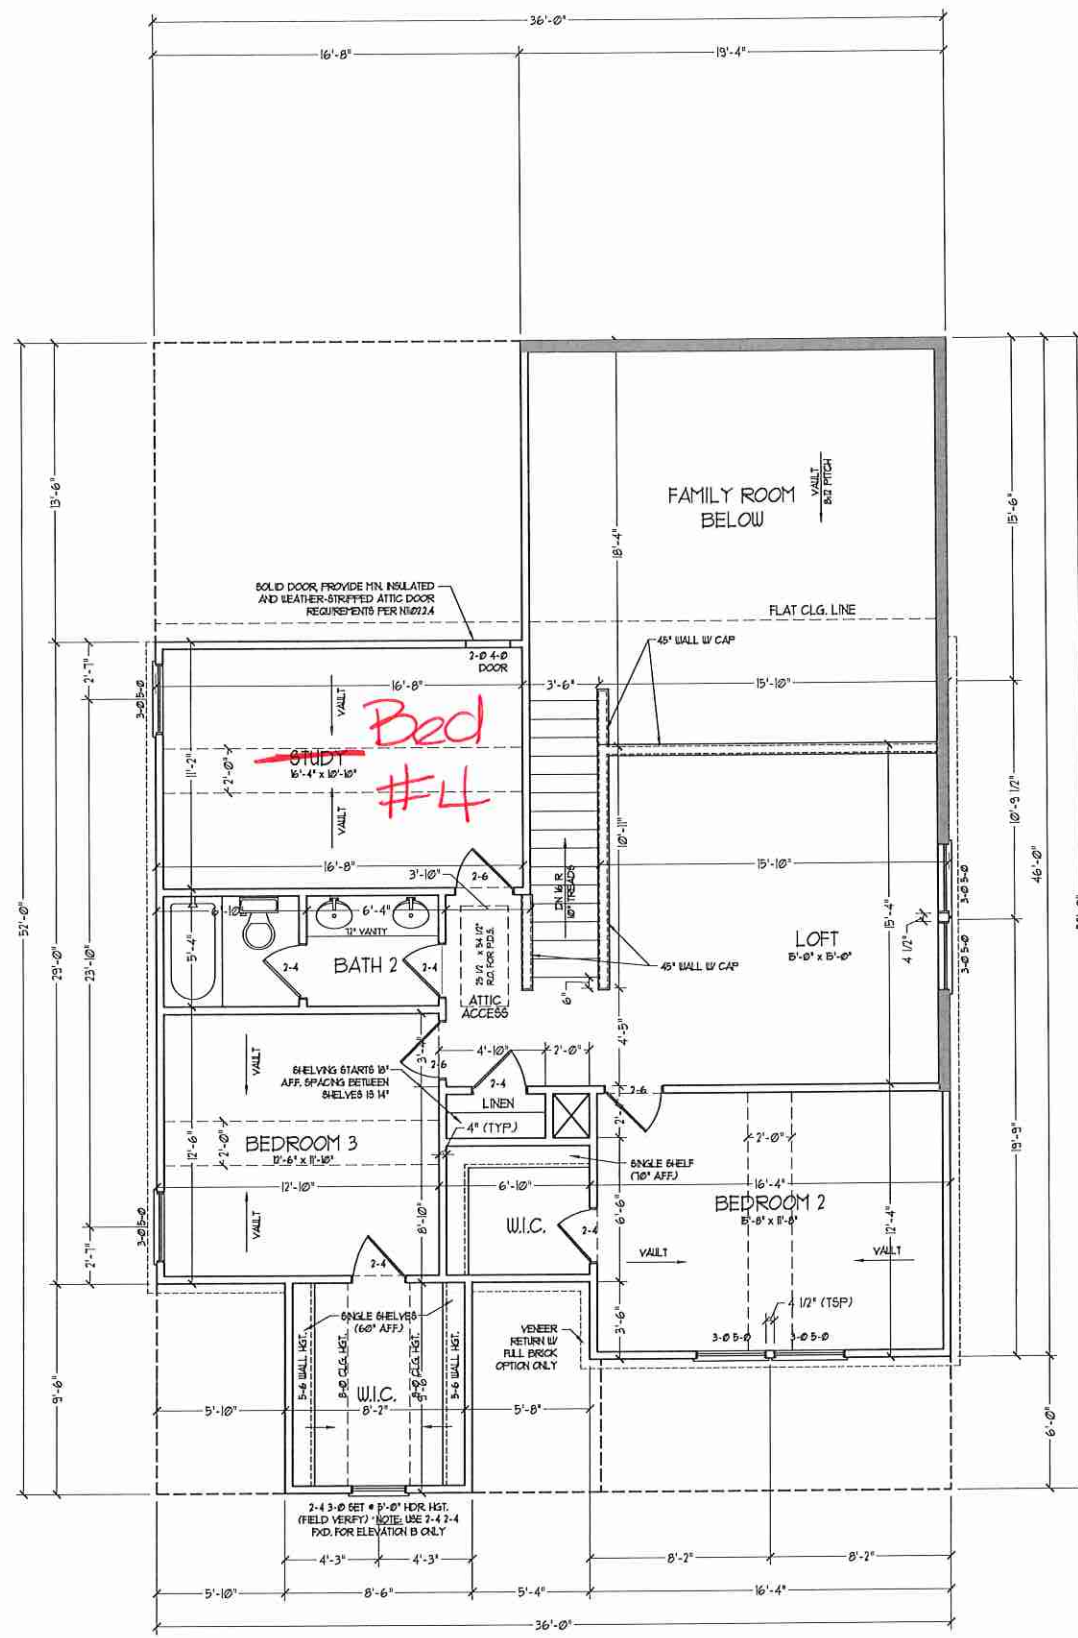 36'-0"
16'-8"
19'-4"
FAMILY ROOM
BELOW
VAULT
8:12 PITCH
13'-6"
15'-6"
18'-4"
SOLID DOOR, PROVIDE MIN. INSULATED
AND WEATHER-STRIPPED ATTIC DOOR
REQUIREMENTS PER N1102.2.4
FLAT CLG. LINE
45" WALL W/ CAP
2-0 4-0
DOOR
2'-7"
3-0 5-0
16'-8"
3'-6"
15'-10"
VAULT
Bed
#4
STUDY
16'-4" x 10'-10"
11'-2"
2'-0"
VAULT
10'-9 1/2"
10'-11"
46'-0"
16'-8"
3'-10"
2-6
15'-10"
DN 16 R
10" TREADS
3-0 5-0
6'-10"
6'-4"
72" VANITY
52'-0"
29'-0"
23'-10"
5'-4"
2-4
BATH 2
2-4
25 1/2" x 54 1/2"
R.O. FOR P.D.S.
ATTIC
ACCESS
LOFT
15'-0" x 15'-0"
15'-4"
4 1/2"
3-0 5-0
45" WALL W/ CAP
6"
4'-5"
VAULT
3'-4"
4'-10"
2'-0"
2-6
SHELVING STARTS 18"
A.F.F. SPACING BETWEEN
SHELVES IS 14"
2-4
LINEN
4" (TYP.)
2-6
12'-6"
2'-0"
BEDROOM 3
12'-6" x 11'-10"
12'-10"
2'-0"
SINGLE SHELF
(70" AFF.)
6'-10"
16'-4"
BEDROOM 2
15'-8" x 11'-8"
19'-9"
12'-4"
3-0 5-0
VAULT
8'-10"
W.I.C.
2-4
6'-6"
VAULT
VAULT
2'-7"
2-4
SINGLE SHELVES
(60" AFF.)
VENEER
RETURN W/
FULL BRICK
OPTION ONLY
3'-6"
4 1/2" (TSP)
3-0 5-0
3-0 5-0
5-6 WALL HGT.
8-0 CLG. HGT.
8-0 CLG. HGT.
5-6 WALL HGT.
9'-6"
W.I.C.
5'-10"
8'-2"
5'-8"
6'-0"
2-4 3-0 SET @ 5'-0" HDR. HGT.
(FIELD VERIFY) *NOTE: USE 2-4 2-4
FXD. FOR ELEVATION B ONLY
4'-3"
4'-3"
8'-2"
8'-2"
5'-10"
8'-6"
5'-4"
16'-4"
36'-0"